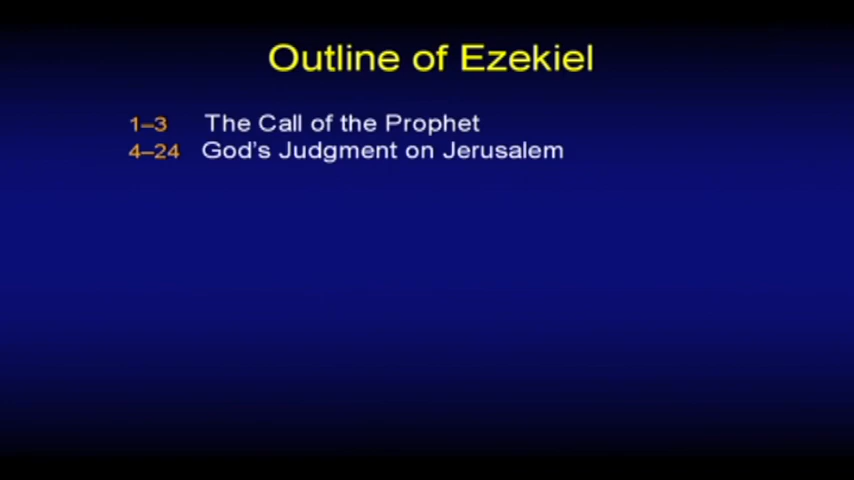 Outline of Ezekiel
1–3 The Call of the Prophet
4–24 God's Judgment on Jerusalem